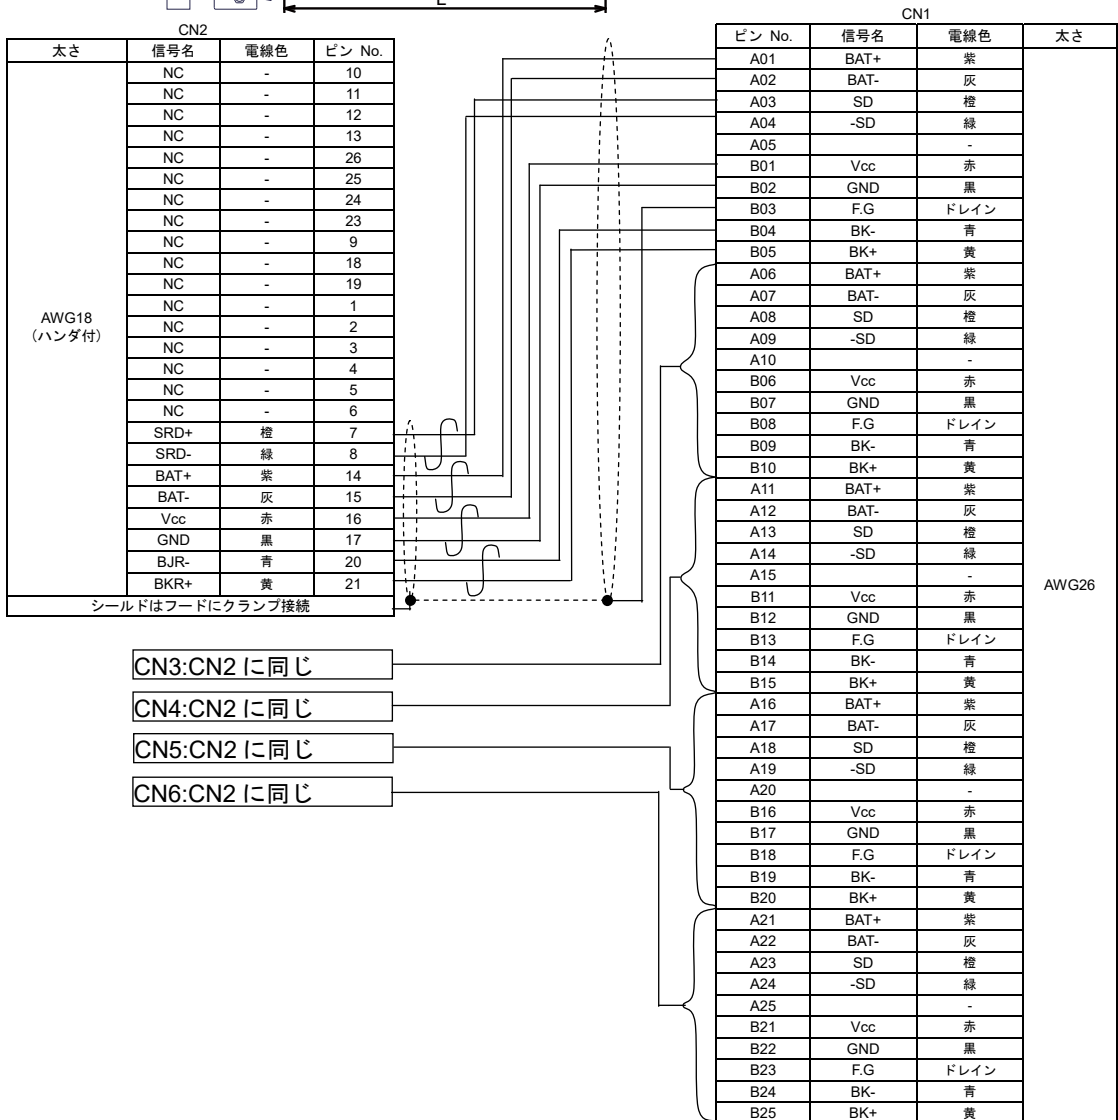 L
CN2
太さ 信号名 電線色 ピン No.
AWG18
（ハンダ付）
NC - 10
NC - 11
NC - 12
NC - 13
NC - 26
NC - 25
NC - 24
NC - 23
NC - 9
NC - 18
NC - 19
NC - 1
NC - 2
NC - 3
NC - 4
NC - 5
NC - 6
SRD+ 橙 7
SRD- 緑 8
BAT+ 紫 14
BAT- 灰 15
Vcc 赤 16
GND 黒 17
BJR- 青 20
BKR+ 黄 21
シールドはフードにクランプ接続
CN3:CN2 に同じ
CN4:CN2 に同じ
CN5:CN2 に同じ
CN6:CN2 に同じ
CN1
ピン No. 信号名 電線色 太さ
A01 BAT+ 紫
A02 BAT- 灰
A03 SD 橙
A04 -SD 緑
A05 -
B01 Vcc 赤
B02 GND 黒
B03 F.G ドレイン
B04 BK- 青
B05 BK+ 黄
A06 BAT+ 紫
A07 BAT- 灰
A08 SD 橙
A09 -SD 緑
A10 -
B06 Vcc 赤
B07 GND 黒
B08 F.G ドレイン
B09 BK- 青
B10 BK+ 黄
A11 BAT+ 紫
A12 BAT- 灰
A13 SD 橙
A14 -SD 緑
A15 -
B11 Vcc 赤
B12 GND 黒
B13 F.G ドレイン
B14 BK- 青
B15 BK+ 黄
A16 BAT+ 紫
A17 BAT- 灰
A18 SD 橙
A19 -SD 緑
A20 -
B16 Vcc 赤
B17 GND 黒
B18 F.G ドレイン
B19 BK- 青
B20 BK+ 黄
A21 BAT+ 紫
A22 BAT- 灰
A23 SD 橙
A24 -SD 緑
A25 -
B21 Vcc 赤
B22 GND 黒
B23 F.G ドレイン
B24 BK- 青
B25 BK+ 黄
AWG26